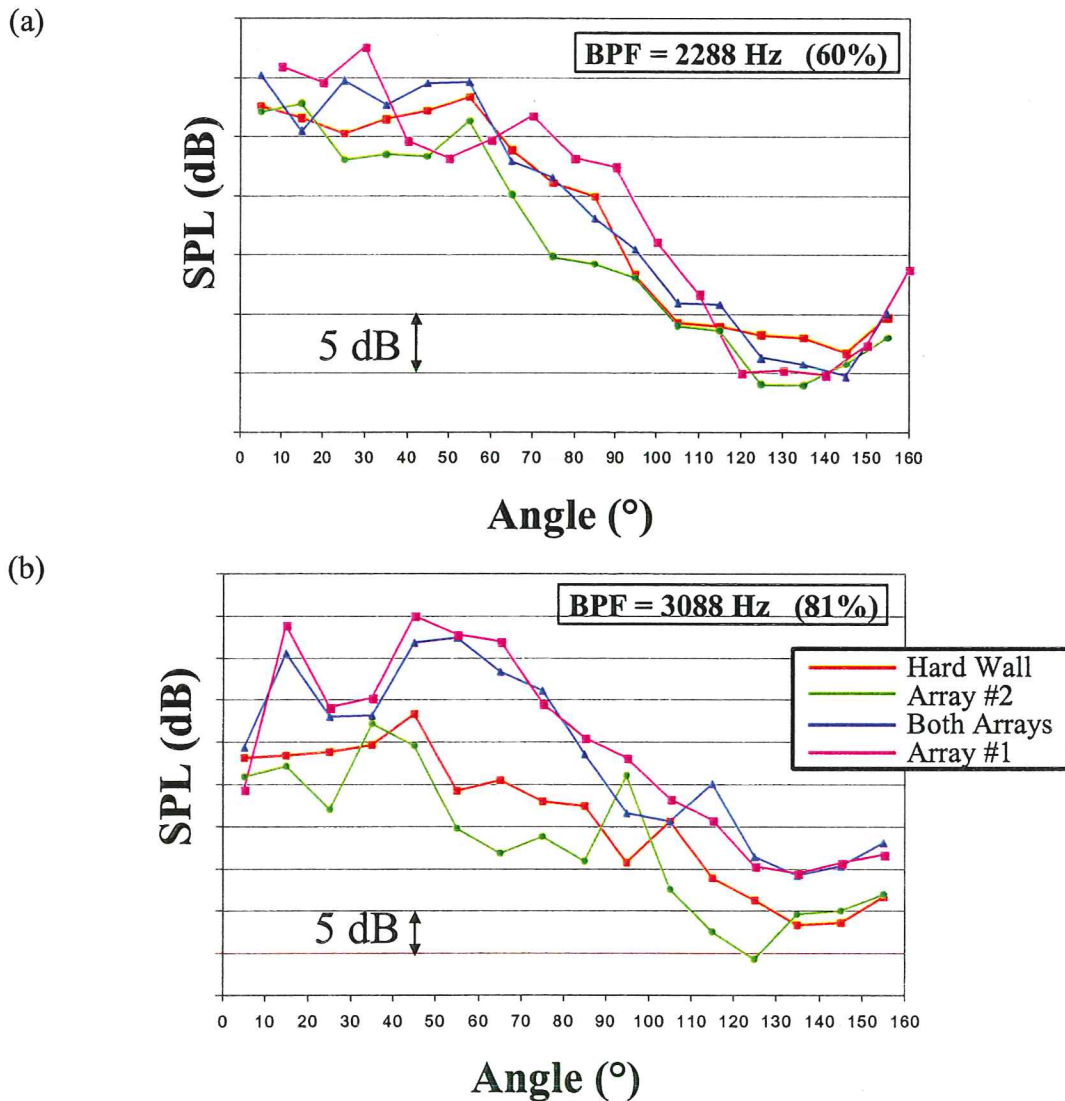 (a)
BPF = 2288 Hz (60%)
SPL (dB)
5 dB
0 10 20 30 40 50 60 70 80 90 100 110 120 130 140 150 160
Angle (°)
(b)
BPF = 3088 Hz (81%)
Hard Wall
Array #2
Both Arrays
Array #1
SPL (dB)
5 dB
0 10 20 30 40 50 60 70 80 90 100 110 120 130 140 150 160
Angle (°)